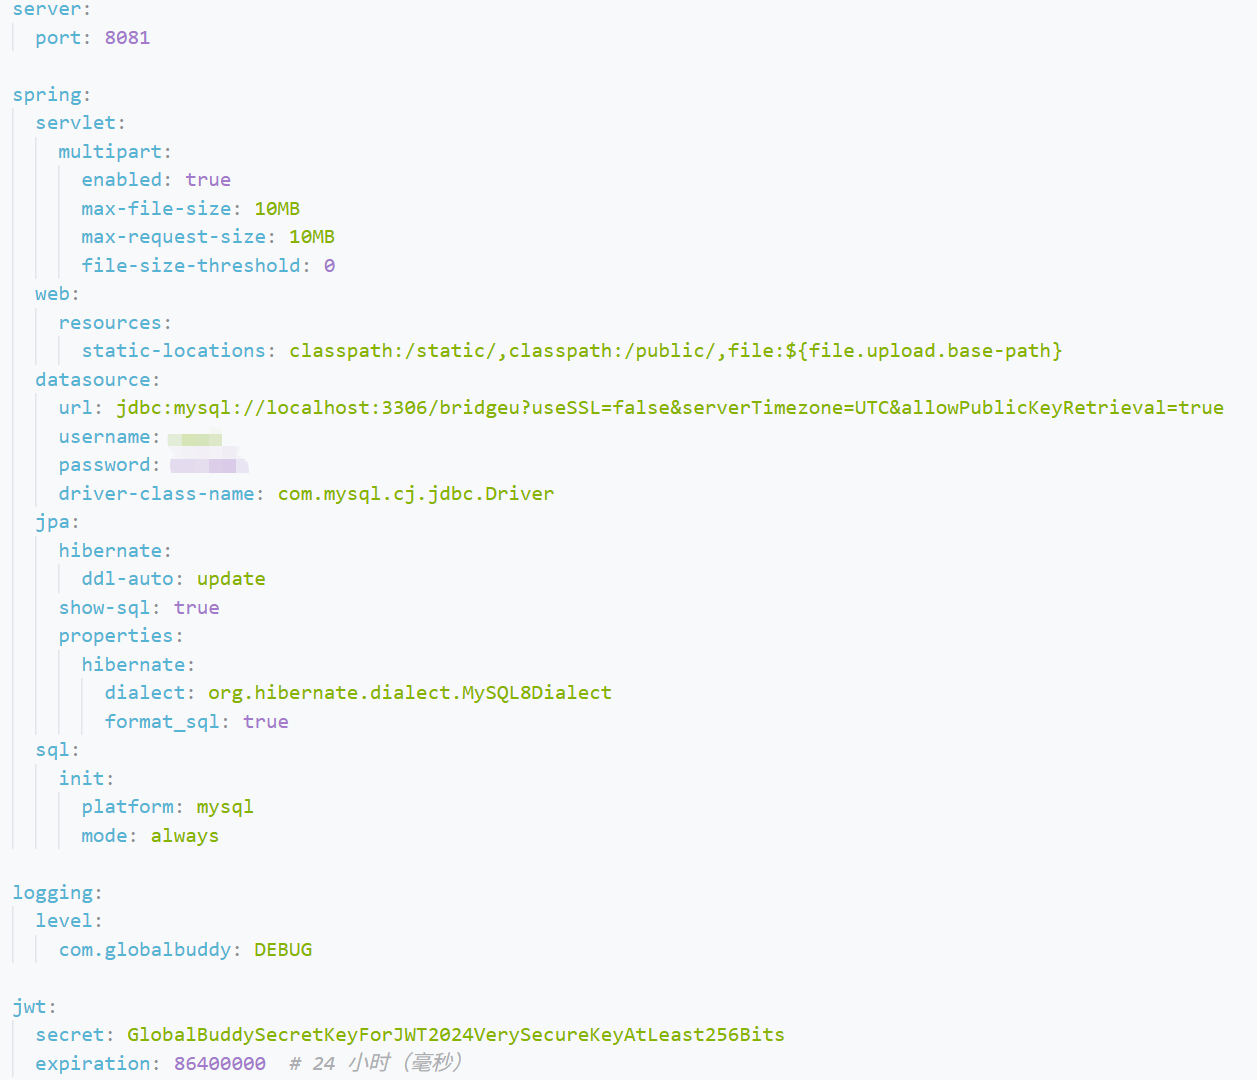 server:
port: 8081
spring:
servlet:
multipart:
enabled: true
max-file-size: 10MB
max-request-size: 10MB
file-size-threshold: 0
web:
resources:
static-locations: classpath:/static/,classpath:/public/,file:${file.upload.base-path}
datasource:
url: jdbc:mysql://localhost:3306/bridgeu?useSSL=false&serverTimezone=UTC&allowPublicKeyRetrieval=true
username:
password:
driver-class-name: com.mysql.cj.jdbc.Driver
jpa:
hibernate:
ddl-auto: update
show-sql: true
properties:
hibernate:
dialect: org.hibernate.dialect.MySQL8Dialect
format_sql: true
sql:
init:
platform: mysql
mode: always
logging:
level:
com.globalbuddy: DEBUG
jwt:
secret: GlobalBuddySecretKeyForJWT2024VerySecureKeyAtLeast256Bits
expiration: 86400000  # 24 小时（毫秒）